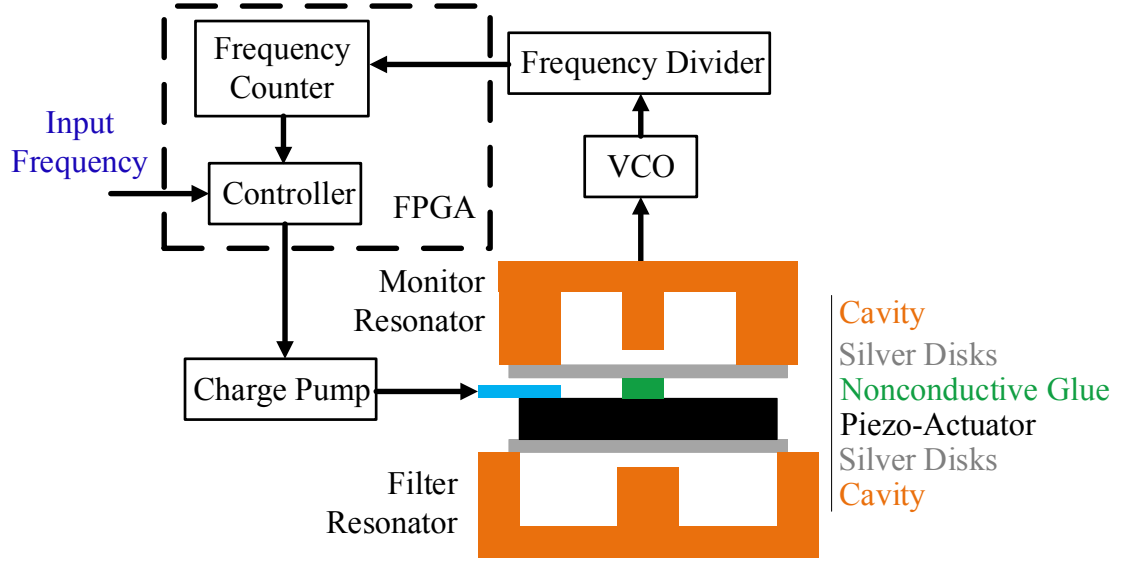 Frequency
Counter
Frequency Divider
Input
Frequency
VCO
Controller
FPGA
Monitor
Resonator
Charge Pump
Cavity
Silver Disks
Nonconductive Glue
Piezo-Actuator
Silver Disks
Cavity
Filter
Resonator